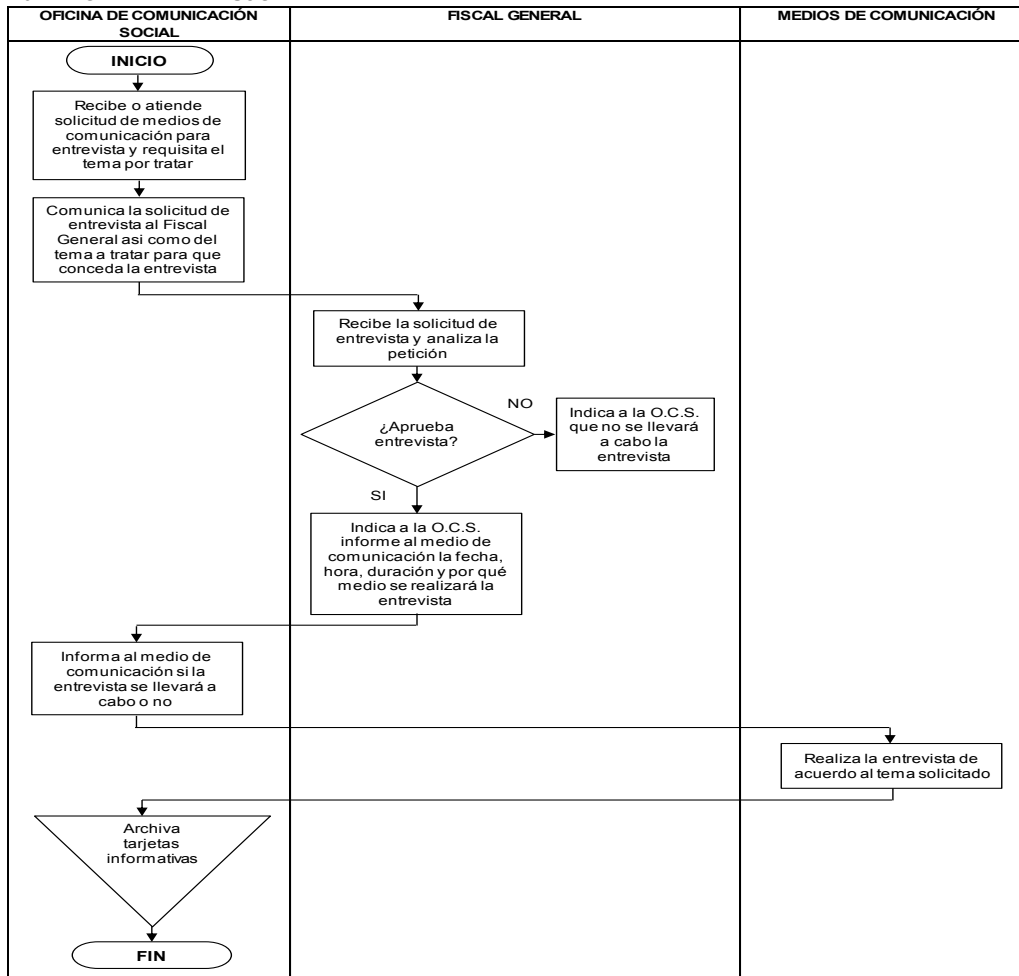 OFICINA DE COMUNICACIÓN
SOCIAL
FISCAL GENERAL
MEDIOS DE COMUNICACIÓN
INICIO
Recibe o atiende
solicitud de medios de
comunicación para
entrevista y requisita el
tema por tratar
Comunica la solicitud de
entrevista al Fiscal
General asi como del
tema a tratar para que
conceda la entrevista
Recibe la solicitud de
entrevista y analiza la
petición
¿Aprueba
entrevista?
NO
Indica a la O.C.S.
que no se llevará
a cabo la
entrevista
SI
Indica a la O.C.S.
informe al medio de
comunicación la fecha,
hora, duración y por qué
medio se realizará la
entrevista
Informa al medio de
comunicación si la
entrevista se llevará a
cabo o no
Realiza la entrevista de
acuerdo al tema solicitado
Archiva
tarjetas
informativas
FIN